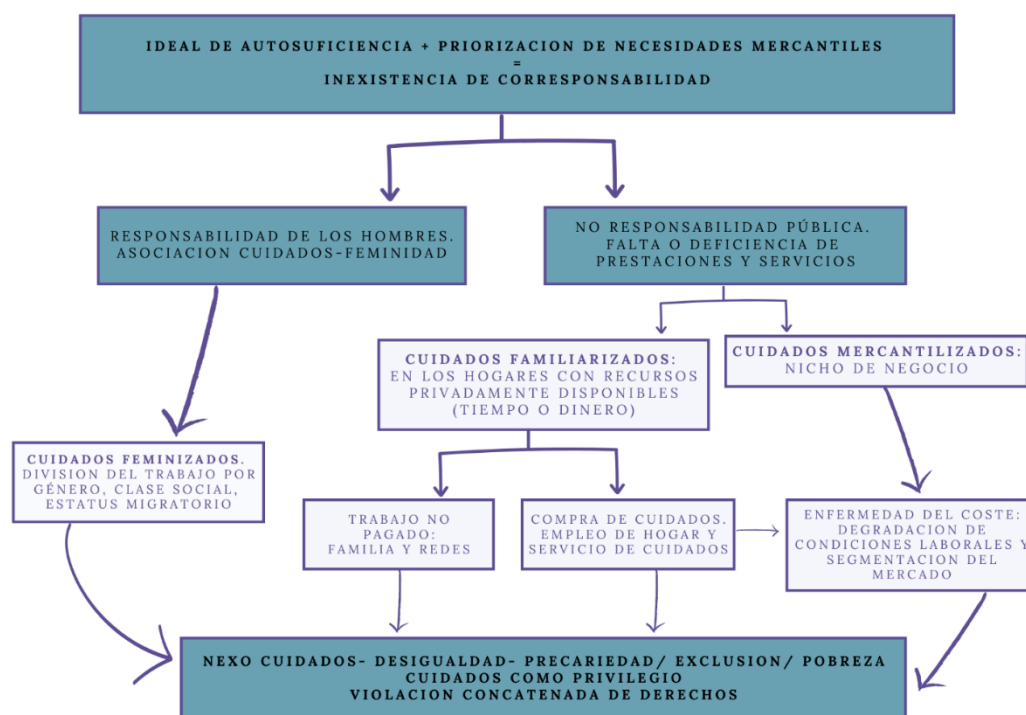 IDEAL DE AUTOSUFICIENCIA + PRIORIZACION DE NECESIDADES MERCANTILES
=
INEXISTENCIA DE CORRESPONSABILIDAD
RESPONSABILIDAD DE LOS HOMBRES.
ASOCIACION CUIDADOS-FEMINIDAD
NO RESPONSABILIDAD PÚBLICA.
FALTA O DEFICIENCIA DE
PRESTACIONES Y SERVICIOS
CUIDADOS FAMILIARIZADOS:
EN LOS HOGARES CON RECURSOS
PRIVADAMENTE DISPONIBLES
(TIEMPO O DINERO)
CUIDADOS MERCANTILIZADOS:
NICHO DE NEGOCIO
CUIDADOS FEMINIZADOS.
DIVISION DEL TRABAJO POR
GÉNERO, CLASE SOCIAL,
ESTATUS MIGRATORIO
TRABAJO NO
PAGADO:
FAMILIA Y REDES
COMPRA DE CUIDADOS.
EMPLEO DE HOGAR Y
SERVICIO DE CUIDADOS
ENFERMEDAD DEL COSTE:
DEGRADACION DE
CONDICIONES LABORALES Y
SEGMENTACION DEL
MERCADO
NEXO CUIDADOS- DESIGUALDAD- PRECARIEDAD/ EXCLUSION/ POBREZA
CUIDADOS COMO PRIVILEGIO
VIOLACION CONCATENADA DE DERECHOS